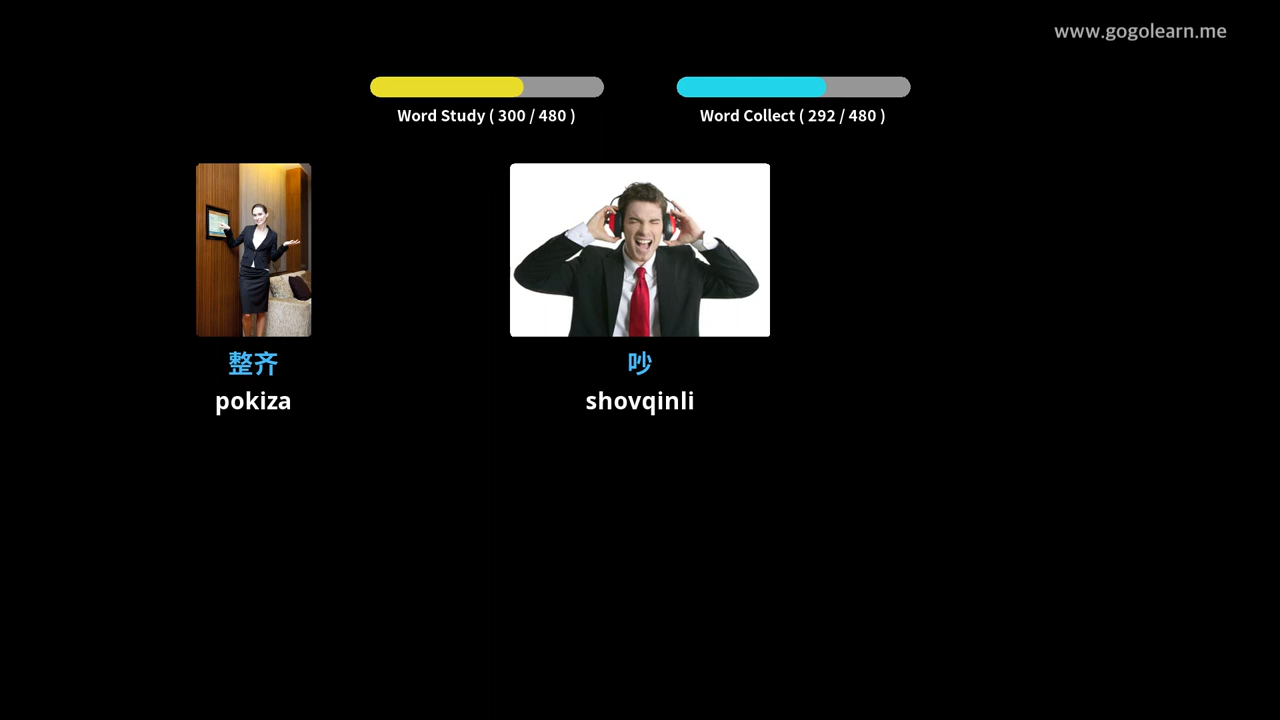 www.gogolearn.me
Word Study ( 300 / 480 )
Word Collect ( 292 / 480 )
整齐
pokiza
吵
shovqinli